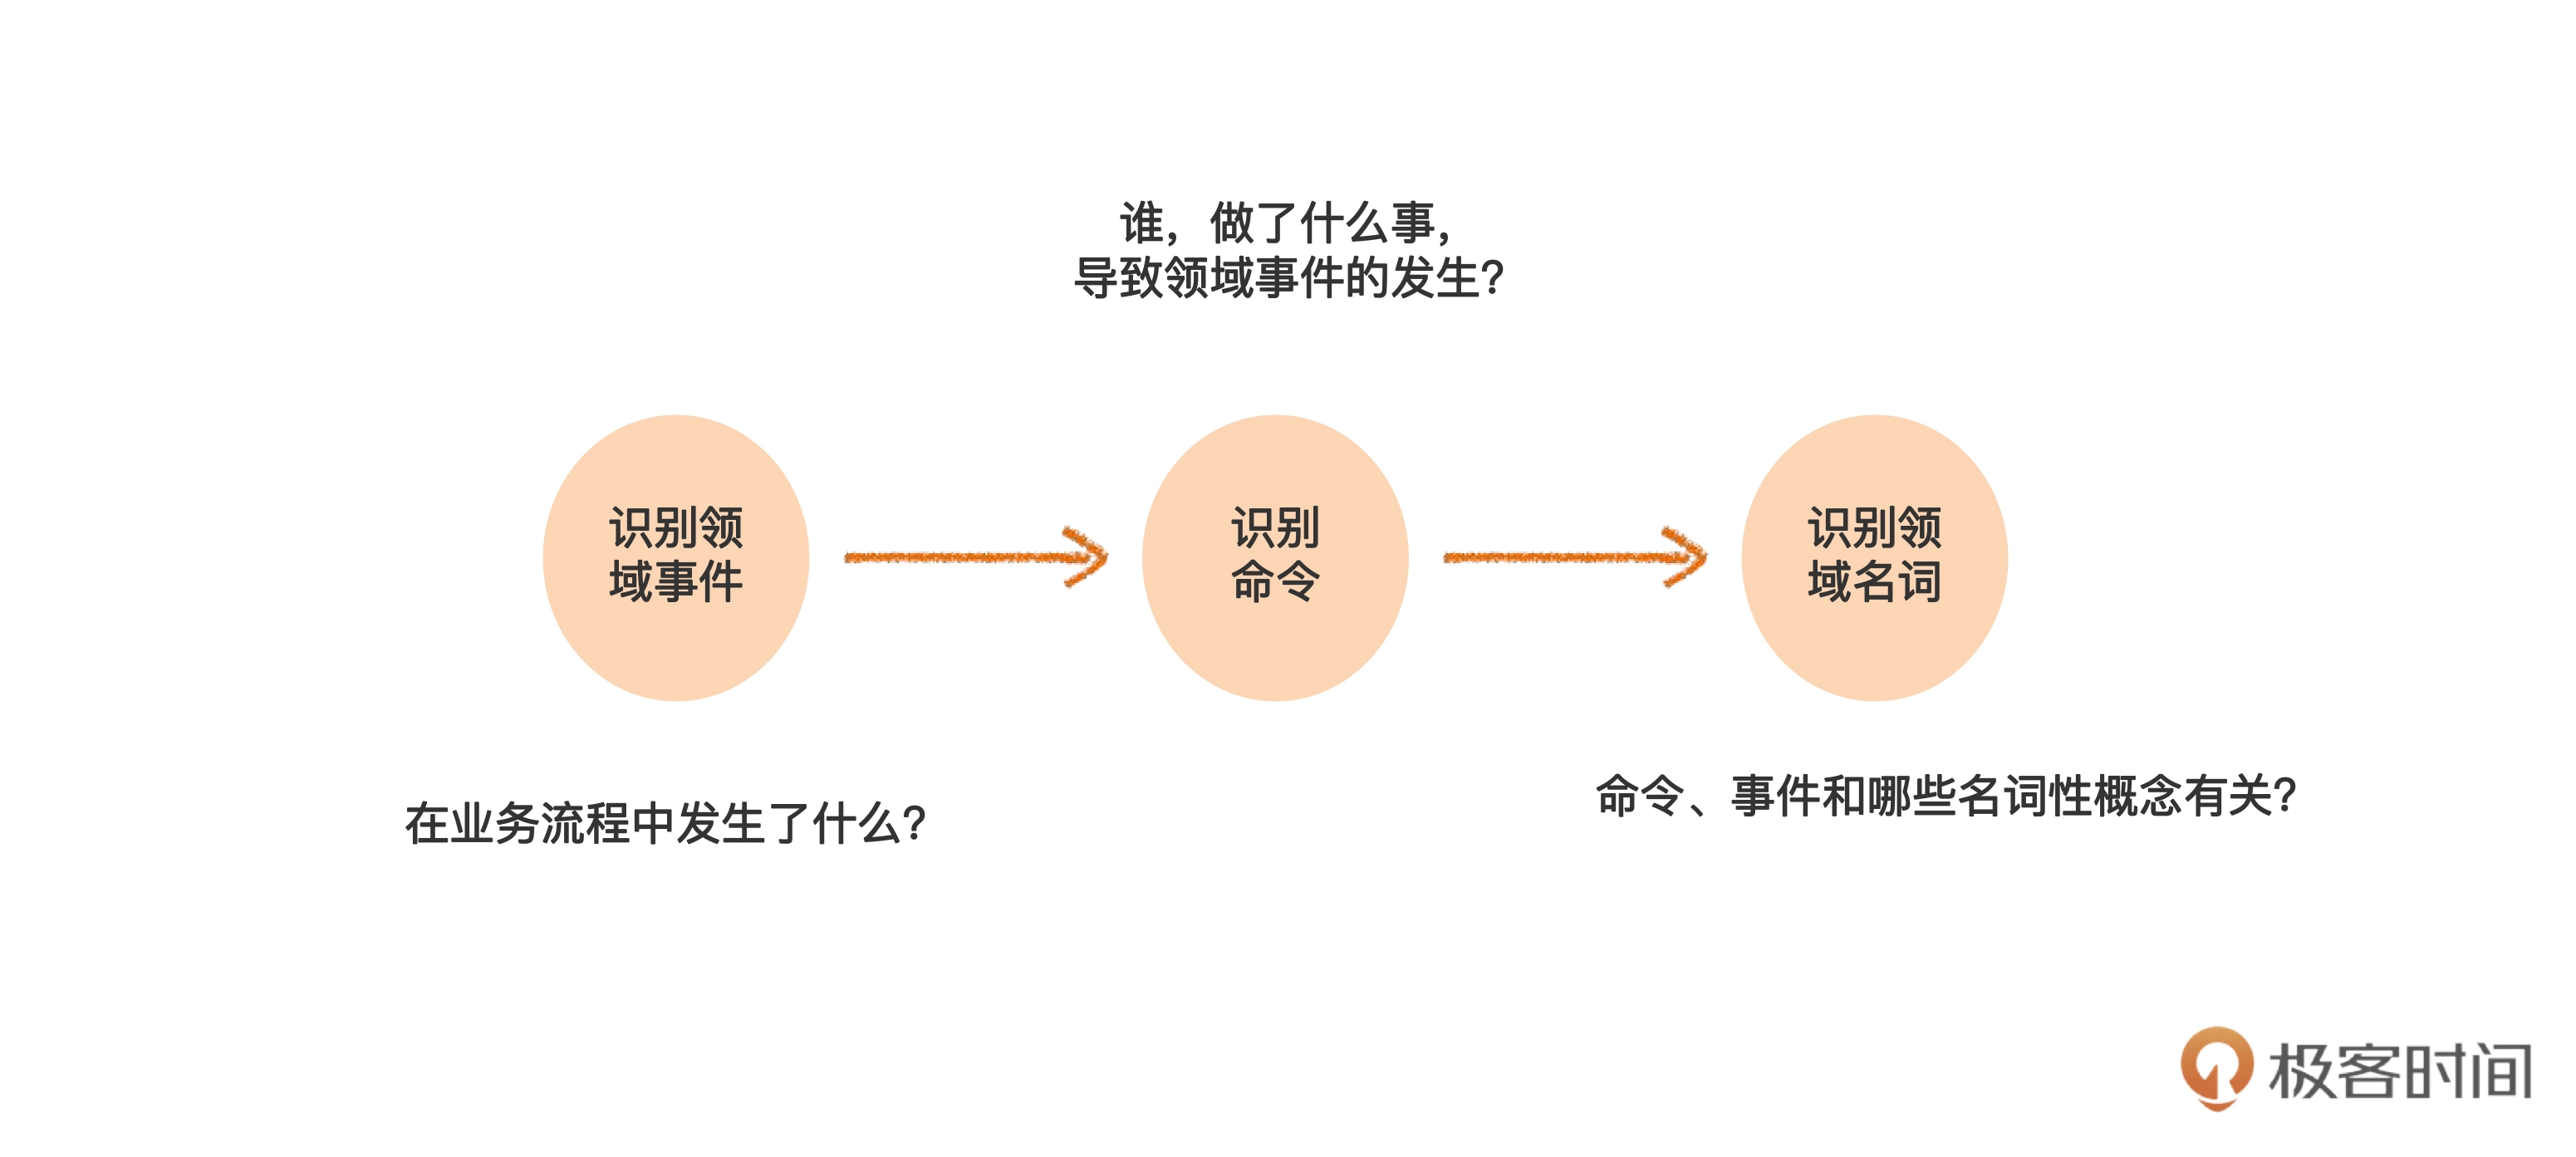 谁，做了什么事，
导致领域事件的发生？
识别领
域事件
识别
命令
识别领
域名词
在业务流程中发生了什么？
命令、事件和哪些名词性概念有关？
极客时间